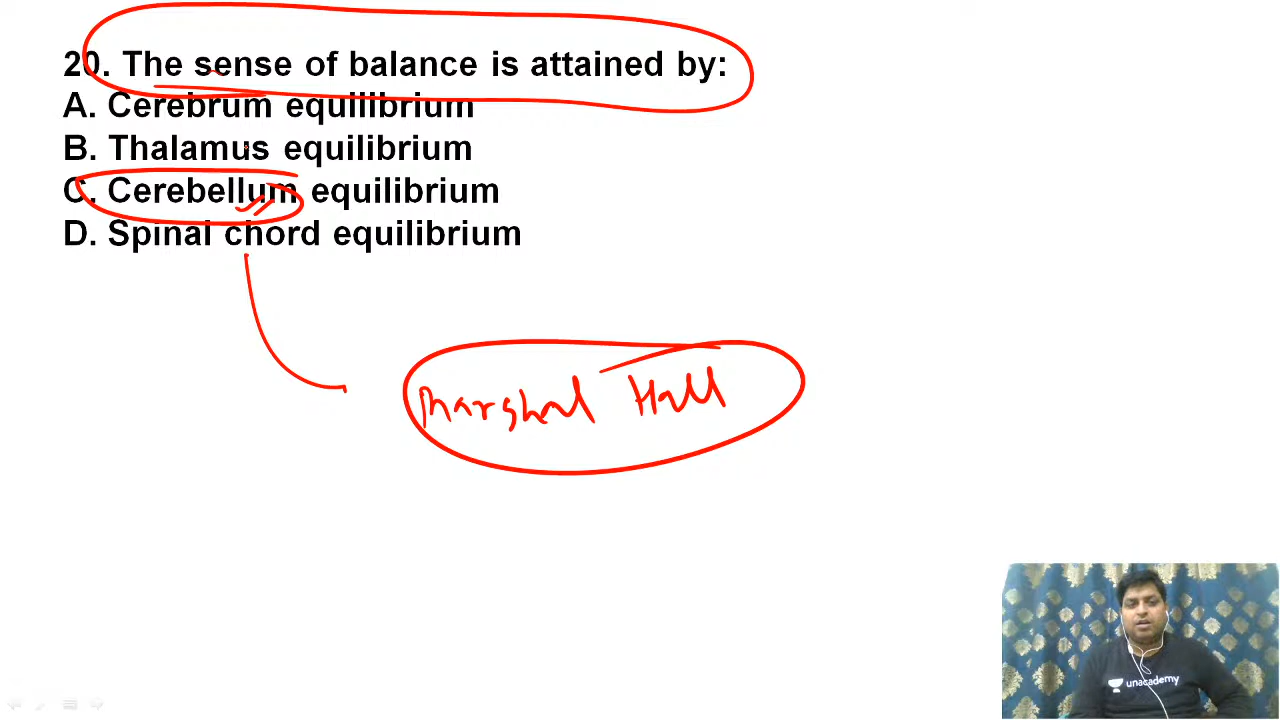 20. The sense of balance is attained by:
A. Cerebrum equilibrium
B. Thalamus equilibrium
C. Cerebellum equilibrium
D. Spinal chord equilibrium
Marshal Hall
unacademy